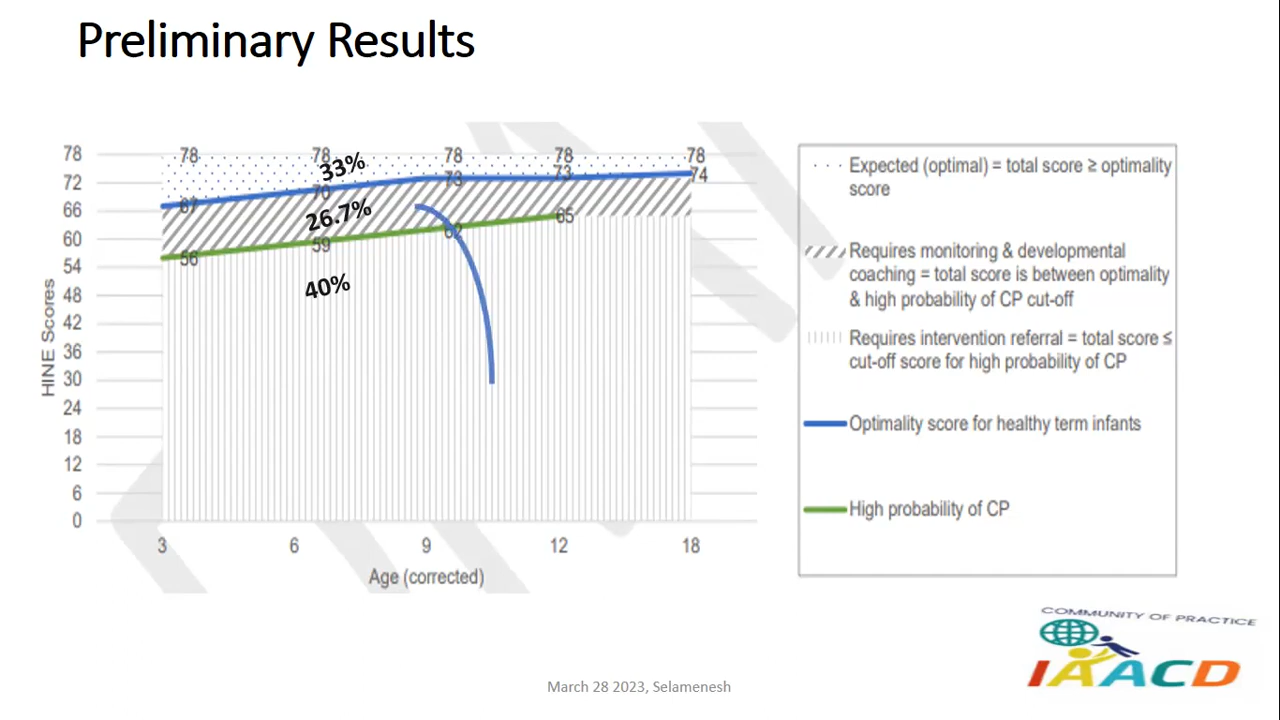 Preliminary Results
78
72
66
60
54
48
42
36
30
24
18
12
6
0
HINE Scores
78 78 78 78 78
67 70 73 73 74
56 59 62 65
33%
26.7%
40%
3 6 9 12 18
Age (corrected)
Expected (optimal) = total score ≥ optimality
score
Requires monitoring & developmental
coaching = total score is between optimality
& high probability of CP cut-off
Requires intervention referral = total score ≤
cut-off score for high probability of CP
Optimality score for healthy term infants
High probability of CP
COMMUNITY OF PRACTICE
IAACD
March 28 2023, Selamenesh